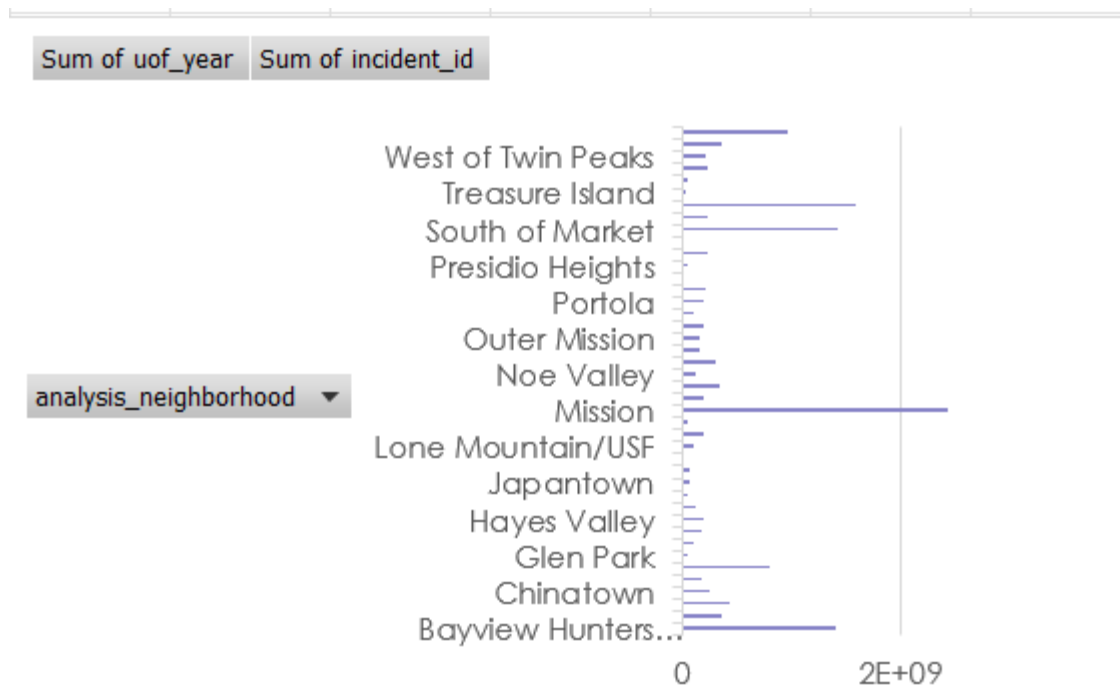 Sum of uof_year Sum of incident_id
West of Twin Peaks
Treasure Island
South of Market
Presidio Heights
Portola
Outer Mission
Noe Valley
analysis_neighborhood
Mission
Lone Mountain/USF
Japantown
Hayes Valley
Glen Park
Chinatown
Bayview Hunters...
0 2E+09